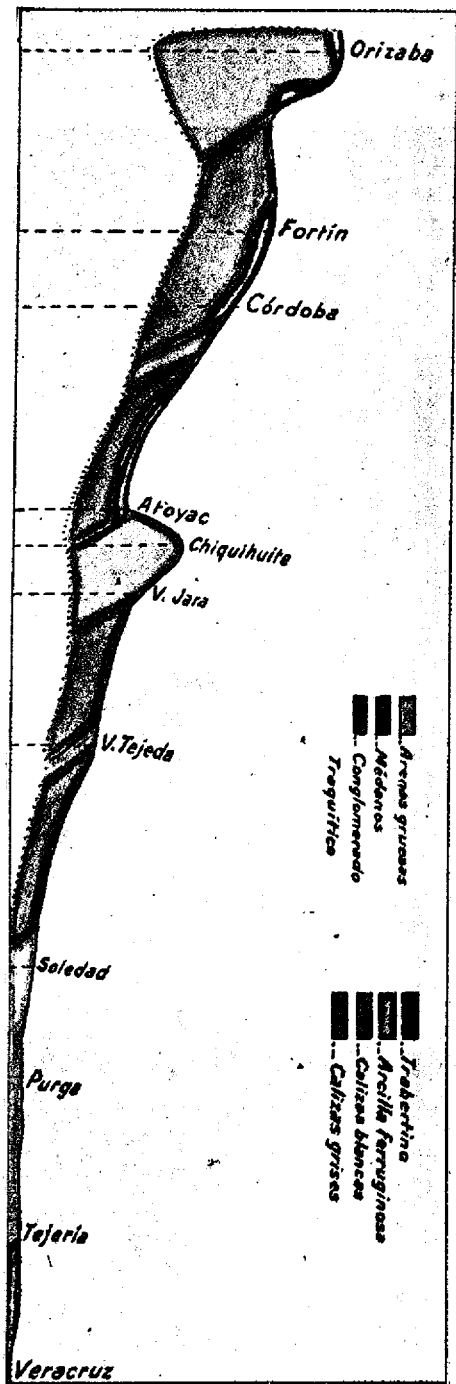 Orizaba
Fortín
Córdoba
Atoyac
Chiquihuite
V. Jara
V. Tejeda
Soledad
Purga
Tejería
Veracruz
Arenas gruesas
Médanos
Conglomerado
Traquítico
Trabertina
Arcilla Ferruginosa
Calizas blancas
Calizas grises